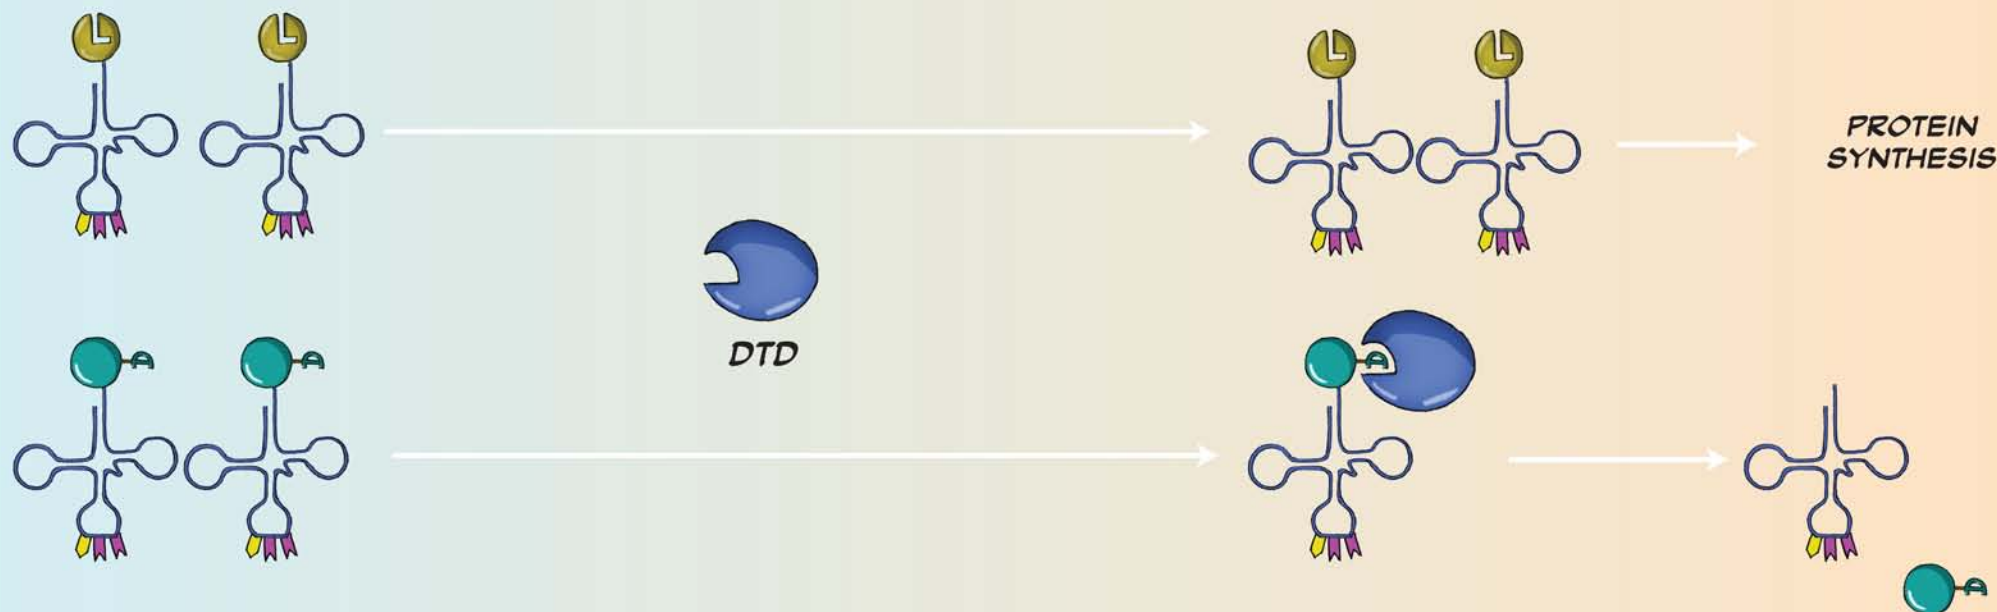 L L
L L
PROTEIN
SYNTHESIS
DTD
D D
D
D